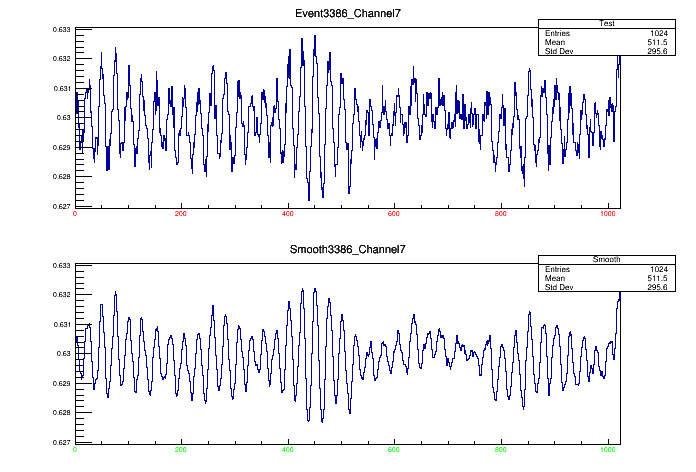 Event3386_Channel7
Test
Entries 1024
Mean 511.5
Std Dev 295.6
0.633
0.632
0.631
0.63
0.629
0.628
0.627
0 200 400 600 800 1000
Smooth3386_Channel7
Smooth
Entries 1024
Mean 511.5
Std Dev 295.6
0.633
0.632
0.631
0.63
0.629
0.628
0.627
0 200 400 600 800 1000